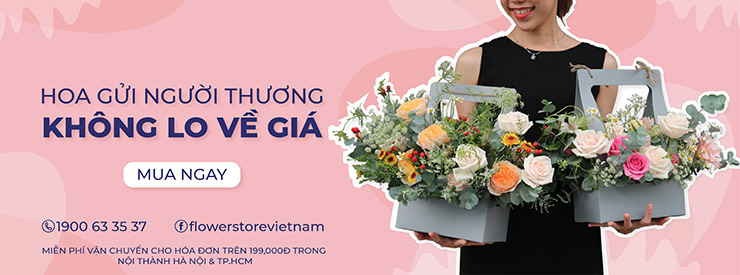 HOA GỬI NGƯỜI THƯƠNG
KHÔNG LO VỀ GIÁ
MUA NGAY
1900 63 35 37 flowerstorevietnam
MIỄN PHÍ VẬN CHUYỂN CHO HÓA ĐƠN TRÊN 199,000Đ TRONG
NỘI THÀNH HÀ NỘI & TP.HCM